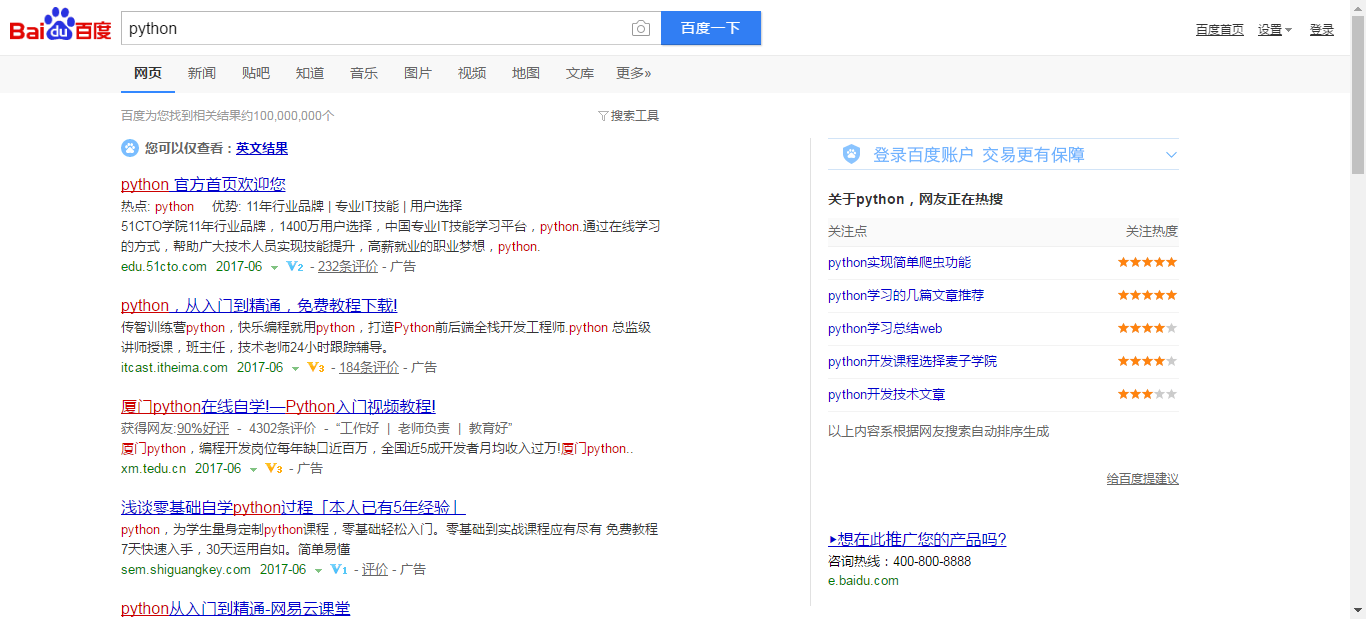 Bai du 百度
python
百度一下
百度首页 设置 登录
网页 新闻 贴吧 知道 音乐 图片 视频 地图 文库 更多»
百度为您找到相关结果约100,000,000个
搜索工具
您可以仅查看：英文结果
python 官方首页欢迎您
热点: python 优势: 11年行业品牌 | 专业IT技能 | 用户选择
51CTO学院11年行业品牌，1400万用户选择，中国专业IT技能学习平台，python.通过在线学习
的方式，帮助广大技术人员实现技能提升，高薪就业的职业梦想，python.
edu.51cto.com 2017-06 V2 - 232条评价 - 广告
python，从入门到精通，免费教程下载!
传智训练营python，快乐编程就用python，打造Python前后端全栈开发工程师.python 总监级
讲师授课，班主任，技术老师24小时跟踪辅导。
itcast.itheima.com 2017-06 V3 - 184条评价 - 广告
厦门python在线自学!—Python入门视频教程!
获得网友:90%好评 - 4302条评价 - “工作好 | 老师负责 | 教育好”
厦门python，编程开发岗位每年缺口近百万，全国近5成开发者月均收入过万!厦门python..
xm.tedu.cn 2017-06 V3 - 广告
浅谈零基础自学python过程「本人已有5年经验」
python，为学生量身定制python课程，零基础轻松入门。零基础到实战课程应有尽有 免费教程
7天快速入手，30天运用自如。简单易懂
sem.shiguangkey.com 2017-06 V1 - 评价 - 广告
python从入门到精通-网易云课堂
登录百度账户 交易更有保障
关于python，网友正在热搜
关注点 关注热度
python实现简单爬虫功能
python学习的几篇文章推荐
python学习总结web
python开发课程选择麦子学院
python开发技术文章
以上内容系根据网友搜索自动排序生成
给百度提建议
想在此推广您的产品吗?
咨询热线：400-800-8888
e.baidu.com